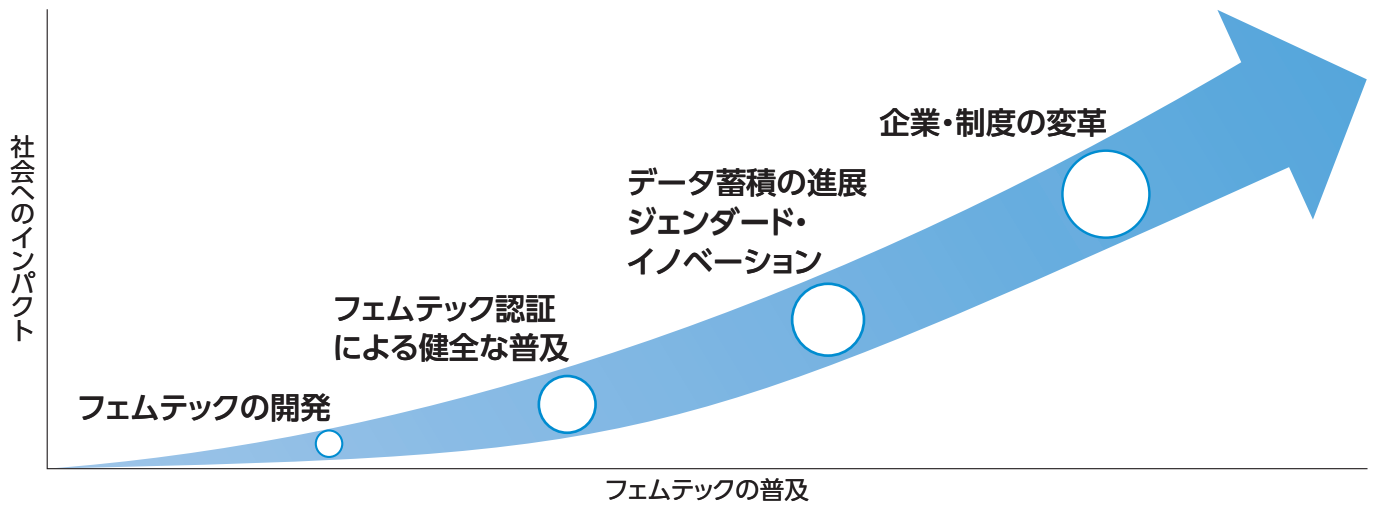 企業・制度の変革
データ蓄積の進展
ジェンダード・
イノベーション
フェムテック認証
による健全な普及
フェムテックの開発
社会へのインパクト
フェムテックの普及